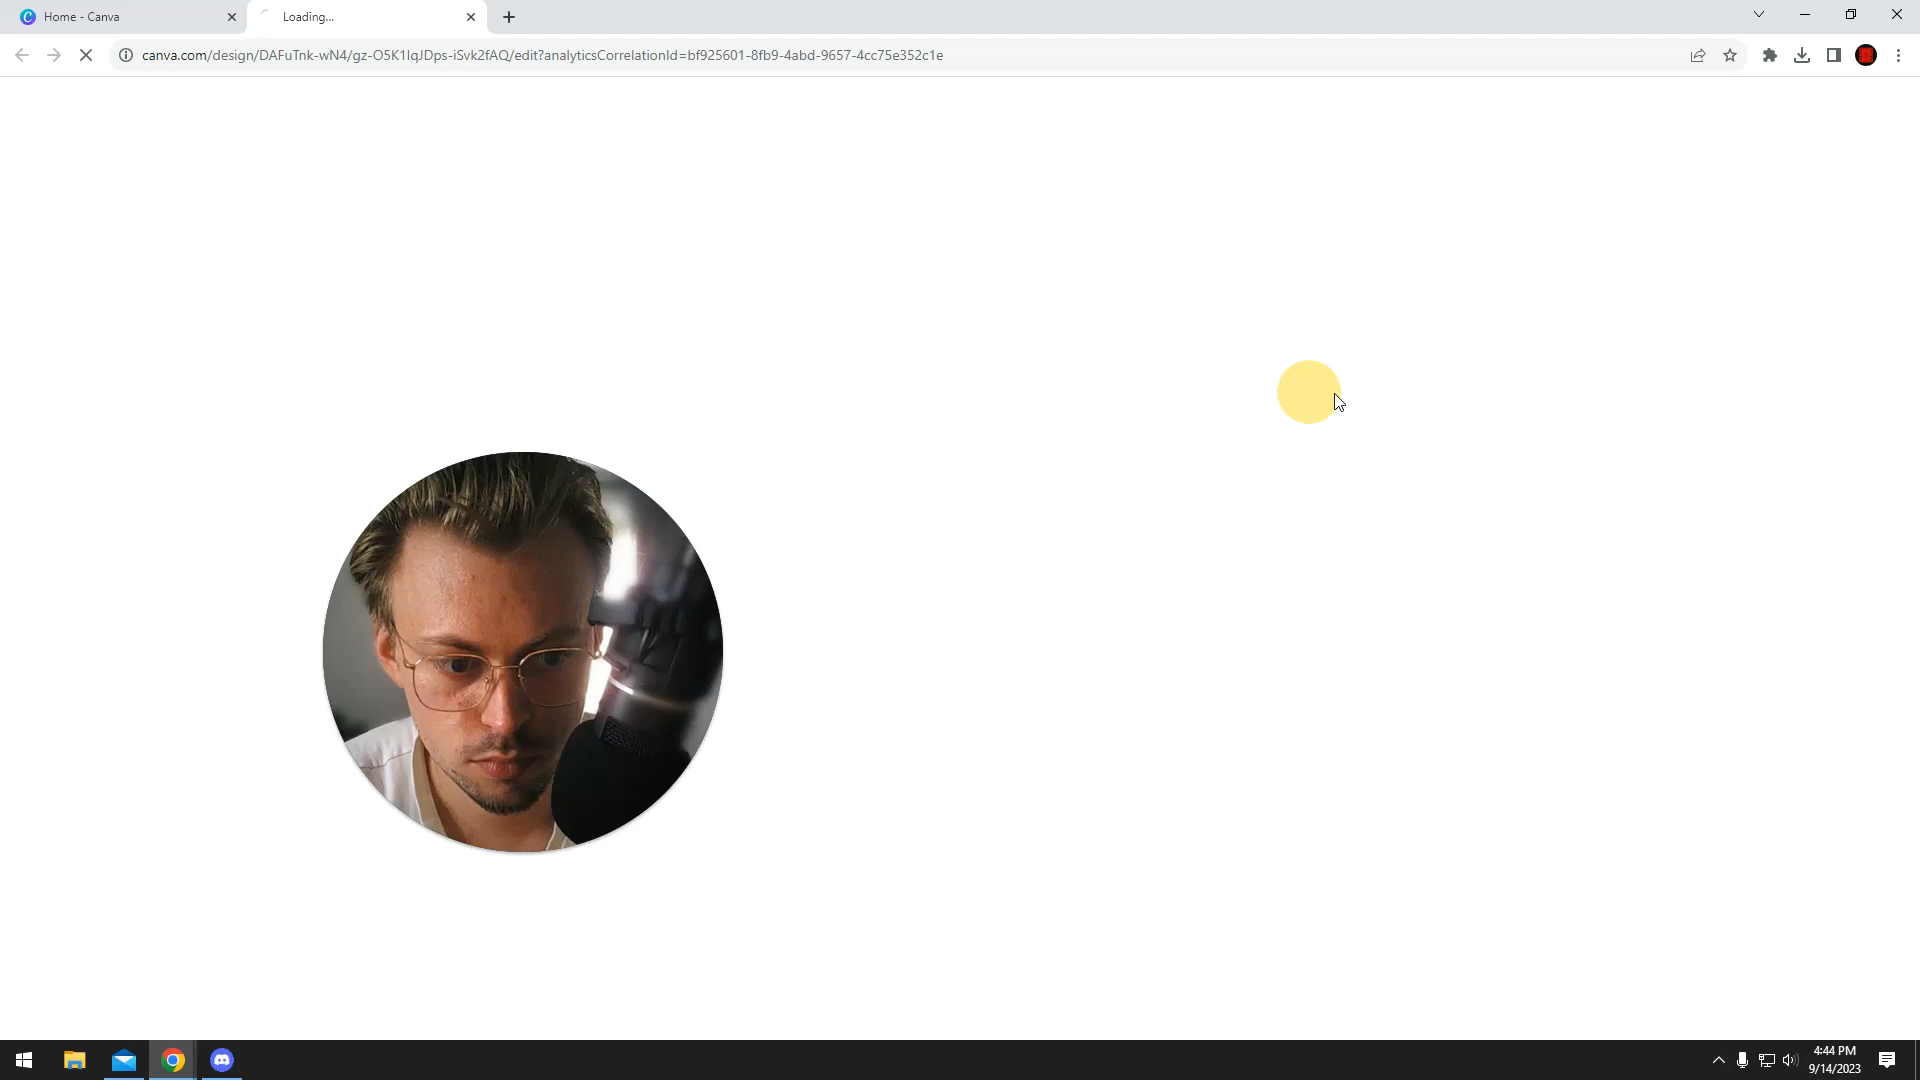 Home - Canva
Loading...
canva.com/design/DAFuTnk-wN4/gz-O5K1IqJDps-iSvk2fAQ/edit?analyticsCorrelationId=bf925601-8fb9-4abd-9657-4cc75e352c1e
4:44 PM
9/14/2023